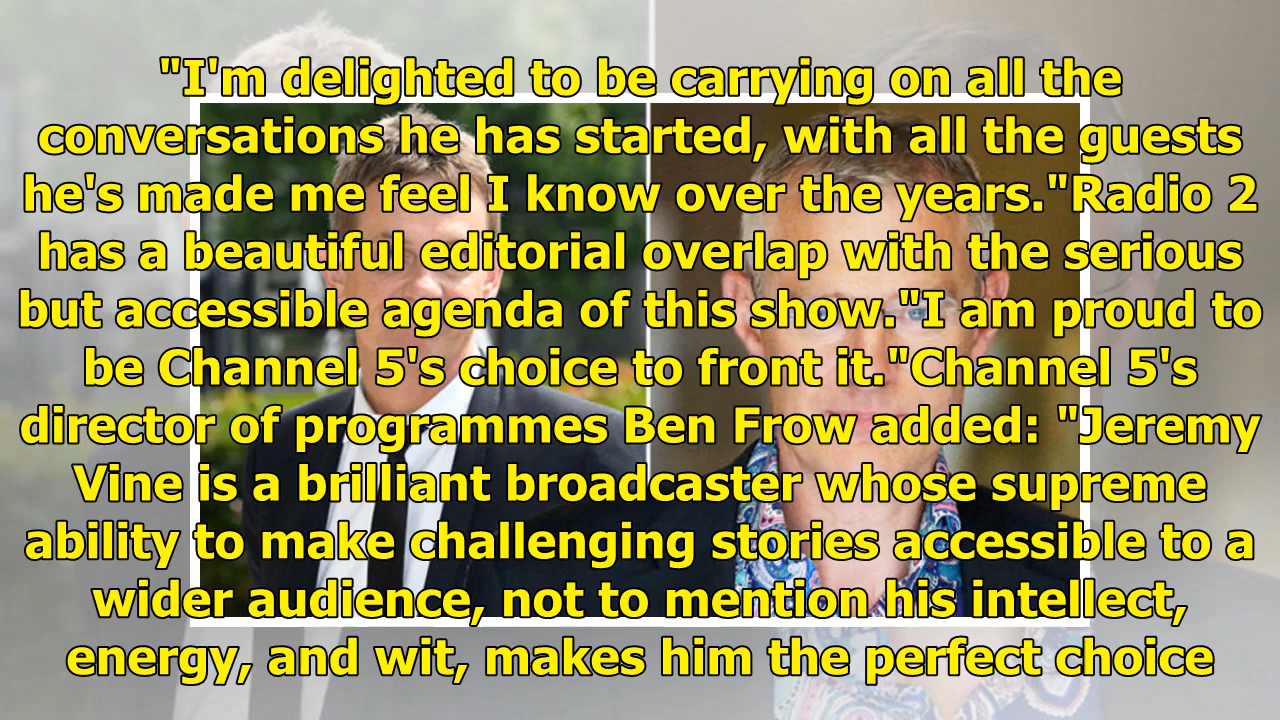 "I'm delighted to be carrying on all the
conversations he has started, with all the guests
he's made me feel I know over the years."Radio 2
has a beautiful editorial overlap with the serious
but accessible agenda of this show."I am proud to
be Channel 5's choice to front it."Channel 5's
director of programmes Ben Frow added: "Jeremy
Vine is a brilliant broadcaster whose supreme
ability to make challenging stories accessible to a
wider audience, not to mention his intellect,
energy, and wit, makes him the perfect choice